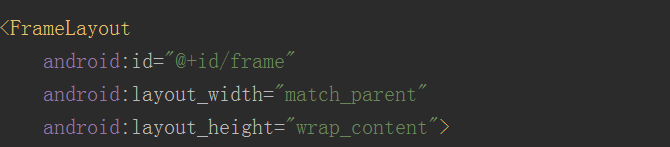 <FrameLayout
android:id="@+id/frame"
android:layout_width="match_parent"
android:layout_height="wrap_content">